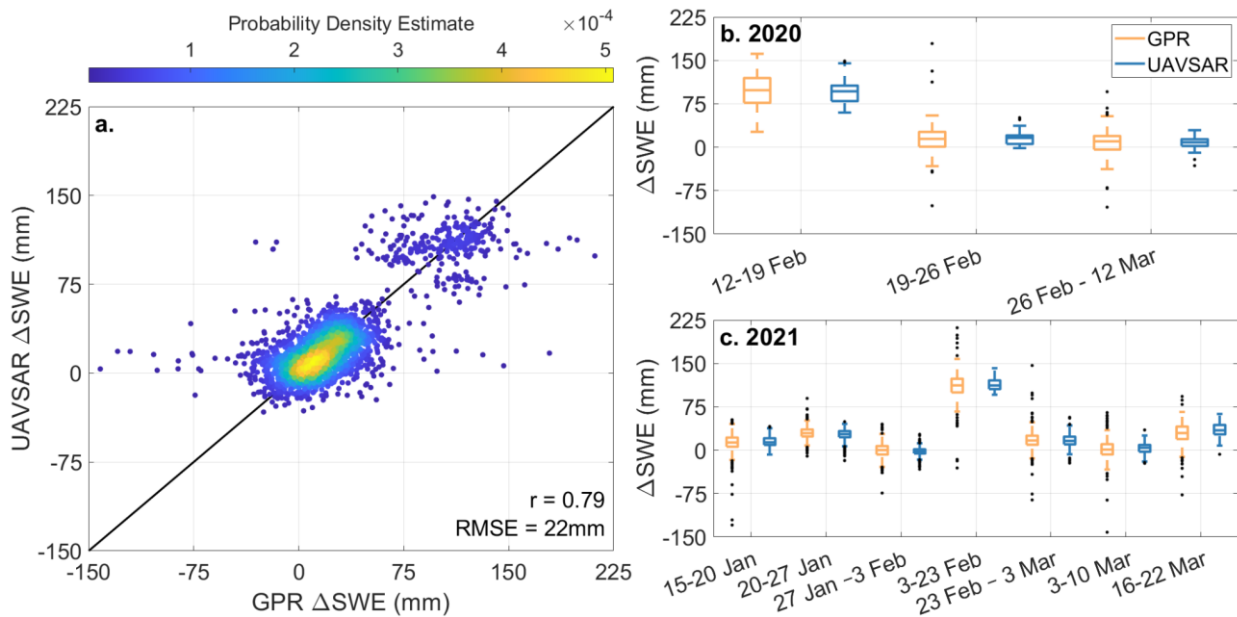 Probability Density Estimate
×10⁻⁴
1 2 3 4 5
a.
225
150
75
0
-75
-150
UAVSAR ΔSWE (mm)
r = 0.79
RMSE = 22mm
-150 -75 0 75 150 225
GPR ΔSWE (mm)
b. 2020
GPR
UAVSAR
225
150
75
0
-75
-150
ΔSWE (mm)
12-19 Feb
19-26 Feb
26 Feb - 12 Mar
c. 2021
225
150
75
0
-75
-150
ΔSWE (mm)
15-20 Jan
20-27 Jan
27 Jan -3 Feb
3-23 Feb
23 Feb - 3 Mar
3-10 Mar
16-22 Mar